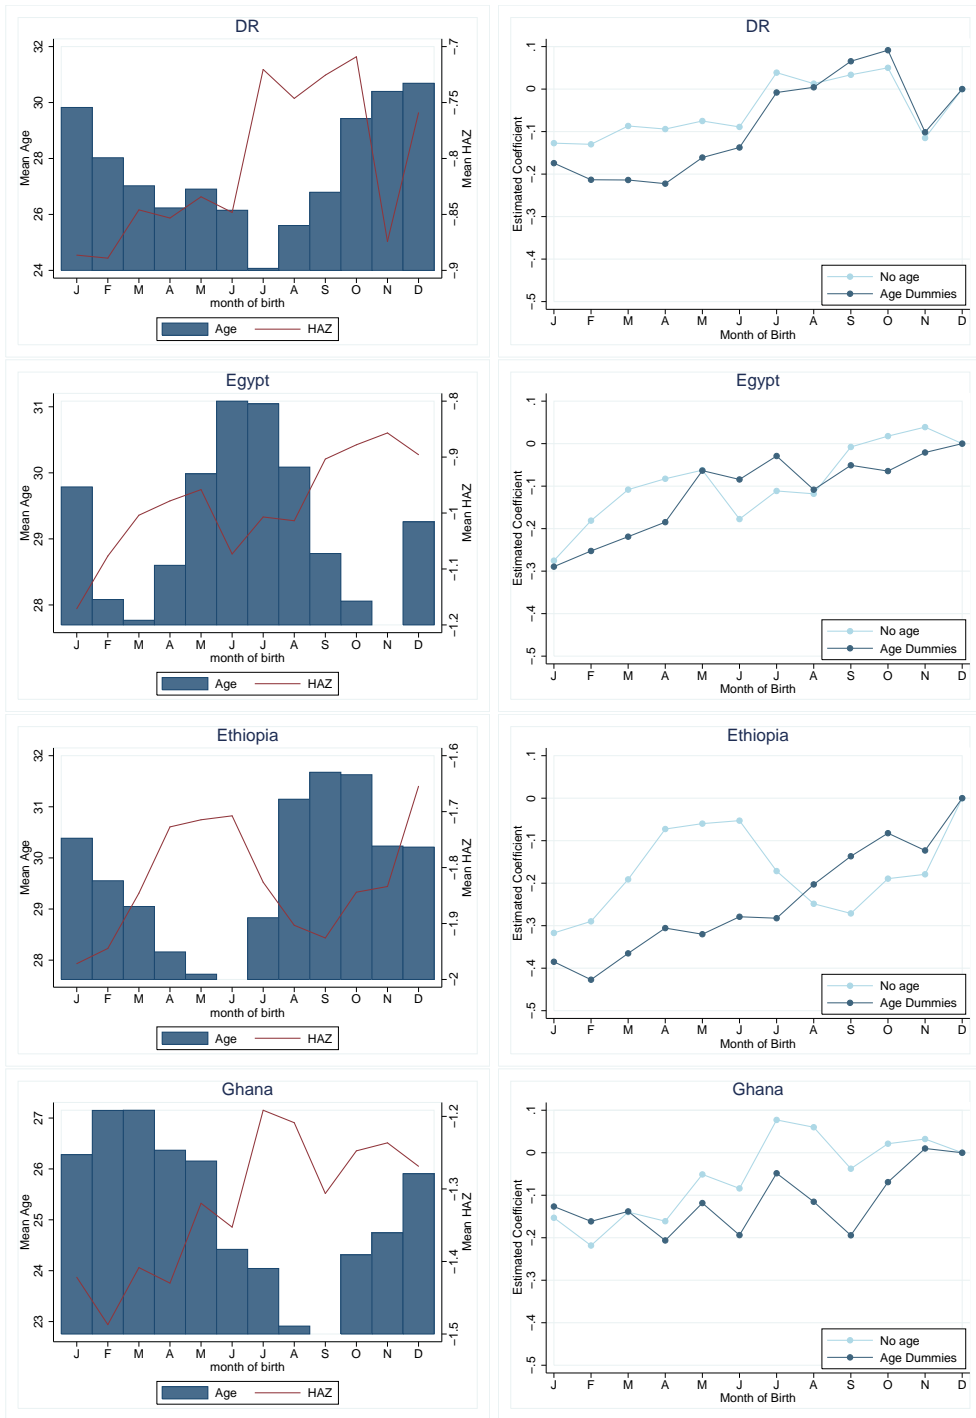 DR
Mean Age
24 26 28 30 32
Mean HAZ
-.9 -.85 -.8 -.75 -.7
J F M A M J J A S O N D
month of birth
Age HAZ
DR
Estimated Coefficient
-.5 -.4 -.3 -.2 -.1 0 .1
No age
Age Dummies
J F M A M J J A S O N D
Month of Birth
Egypt
Mean Age
28 29 30 31
Mean HAZ
-1.2 -1.1 -1 -.9 -.8
J F M A M J J A S O N D
month of birth
Age HAZ
Egypt
Estimated Coefficient
-.5 -.4 -.3 -.2 -.1 0 .1
No age
Age Dummies
J F M A M J J A S O N D
Month of Birth
Ethiopia
Mean Age
28 29 30 31 32
Mean HAZ
-2 -1.9 -1.8 -1.7 -1.6
J F M A M J J A S O N D
month of birth
Age HAZ
Ethiopia
Estimated Coefficient
-.5 -.4 -.3 -.2 -.1 0 .1
No age
Age Dummies
J F M A M J J A S O N D
Month of Birth
Ghana
Mean Age
23 24 25 26 27
Mean HAZ
-1.5 -1.4 -1.3 -1.2
J F M A M J J A S O N D
month of birth
Age HAZ
Ghana
Estimated Coefficient
-.5 -.4 -.3 -.2 -.1 0 .1
No age
Age Dummies
J F M A M J J A S O N D
Month of Birth